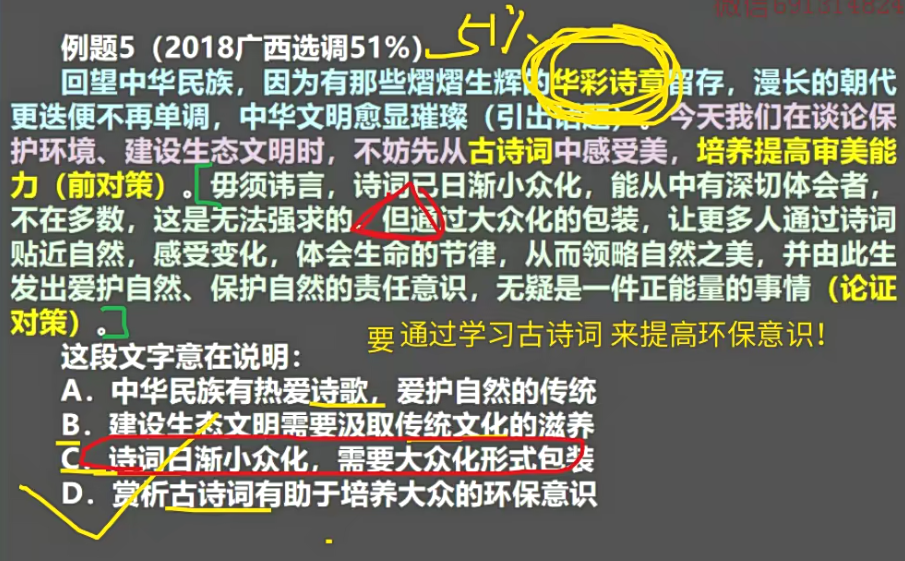 微信691314824
51%
例题5（2018广西选调51%）
回望中华民族，因为有那些熠熠生辉的华彩诗章留存，漫长的朝代
更迭便不再单调，中华文明愈显璀璨（引出话题）。今天我们在谈论保
护环境、建设生态文明时，不妨先从古诗词中感受美，培养提高审美能
力（前对策）。毋须讳言，诗词已日渐小众化，能从中有深切体会者，
不在多数，这是无法强求的，但通过大众化的包装，让更多人通过诗词
贴近自然，感受变化，体会生命的节律，从而领略自然之美，并由此生
发出爱护自然、保护自然的责任意识，无疑是一件正能量的事情（论证
对策）。
要 通过学习古诗词 来提高环保意识！
这段文字意在说明：
A．中华民族有热爱诗歌，爱护自然的传统
B．建设生态文明需要汲取传统文化的滋养
C．诗词日渐小众化，需要大众化形式包装
D．赏析古诗词有助于培养大众的环保意识